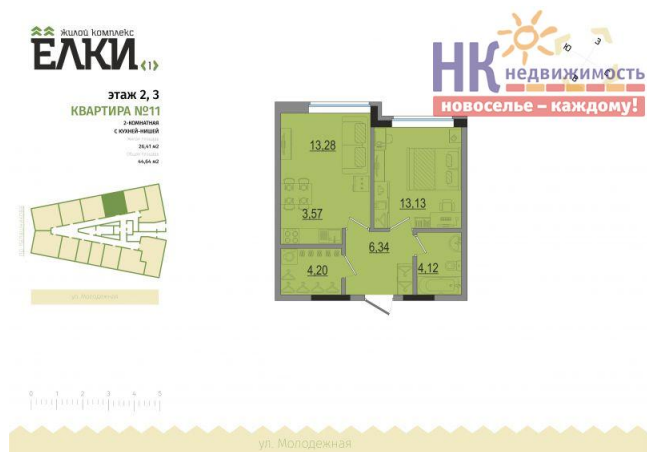 жилой комплекс
ЁЛКИ
‹1›
этаж 2, 3
КВАРТИРА №11
2-КОМНАТНАЯ
С КУХНЕЙ-НИШЕЙ
26,41 м2
44,64 м2
НК недвижимость
новоселье – каждому!
Ю
З
13.28
13.13
3.57
6.34
4.20
4.12
ул. Молодежная
0 1 2 3 4 5
ул. Молодежная